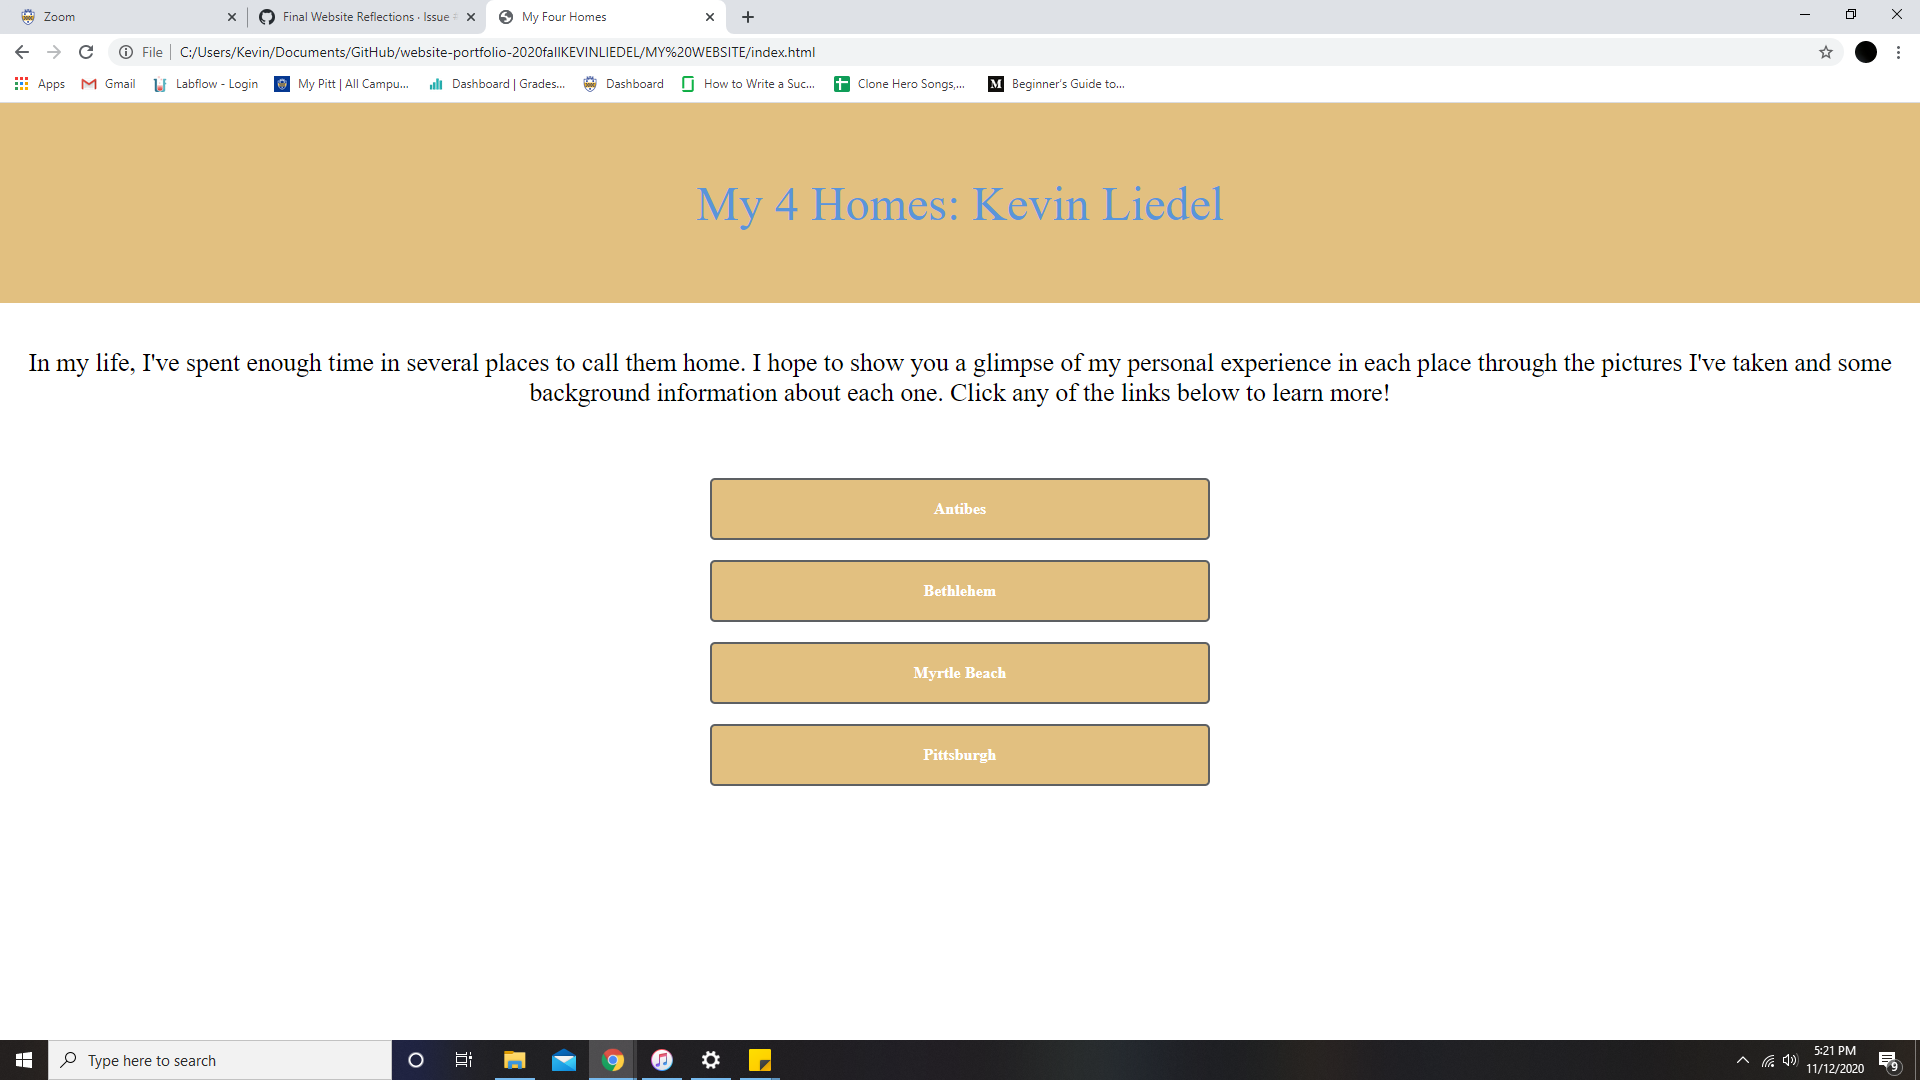 Zoom
Final Website Reflections · Issue
My Four Homes
File
C:/Users/Kevin/Documents/GitHub/website-portfolio-2020fallKEVINLIEDEL/MY%20WEBSITE/index.html
Apps
Gmail
Labflow - Login
My Pitt | All Campu...
Dashboard | Grades...
Dashboard
How to Write a Suc...
Clone Hero Songs,...
M
Beginner's Guide to...
My 4 Homes: Kevin Liedel
In my life, I've spent enough time in several places to call them home. I hope to show you a glimpse of my personal experience in each place through the pictures I've taken and some
background information about each one. Click any of the links below to learn more!
Antibes
Bethlehem
Myrtle Beach
Pittsburgh
Type here to search
5:21 PM
11/12/2020
9